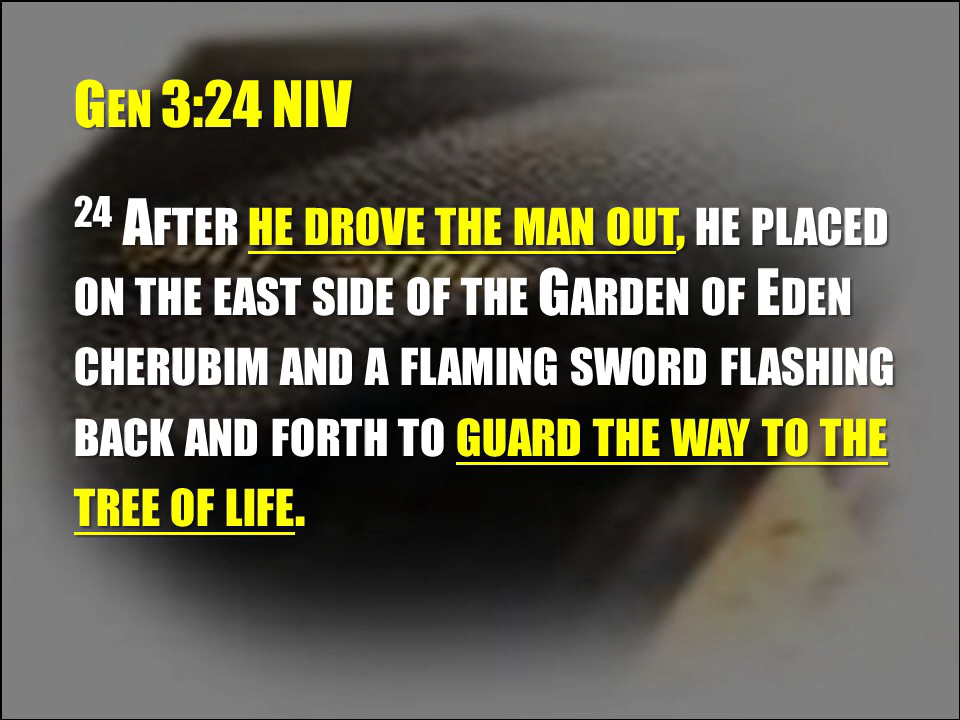 GEN 3:24 NIV
24 AFTER HE DROVE THE MAN OUT, HE PLACED
ON THE EAST SIDE OF THE GARDEN OF EDEN
CHERUBIM AND A FLAMING SWORD FLASHING
BACK AND FORTH TO GUARD THE WAY TO THE
TREE OF LIFE.